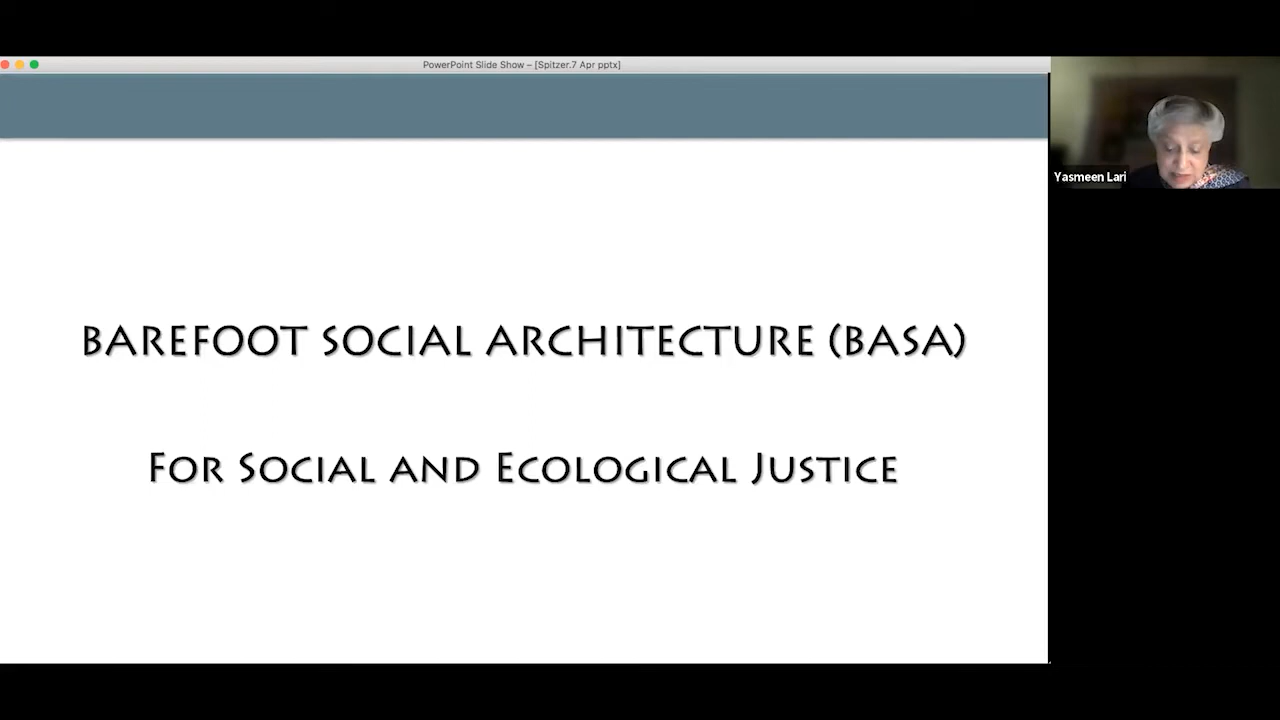 PowerPoint Slide Show – [Spitzer.7 Apr pptx]
BAREFOOT SOCIAL ARCHITECTURE (BASA)
FOR SOCIAL AND ECOLOGICAL JUSTICE
Yasmeen Lari